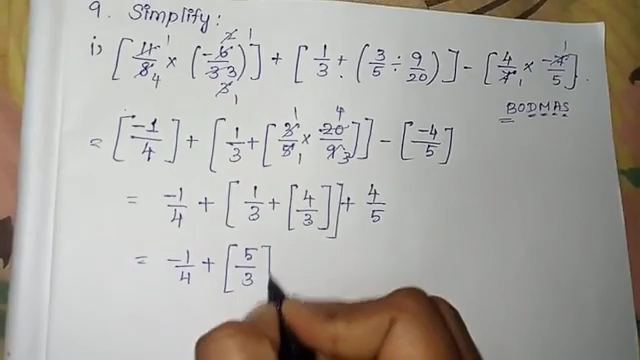 9. Simplify:
i) [11/8 × (-6/33)] + [1/3 + (3/5 ÷ 9/20)] - [4/7 × -7/5].
BODMAS
= [-1/4] + [1/3 + [3/5 × 20/9]] - [-4/5]
= -1/4 + [1/3 + [4/3]] + 4/5
= -1/4 + [5/3]